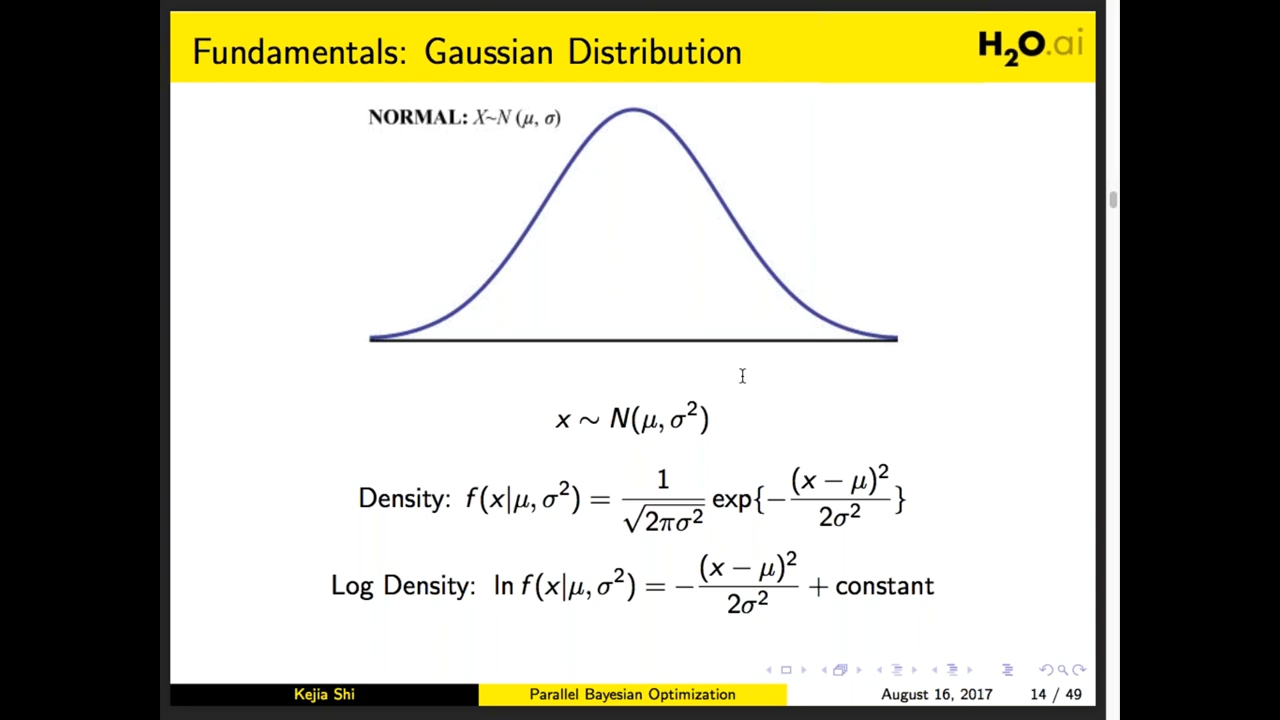 Fundamentals: Gaussian Distribution
H₂O.ai
NORMAL: X~N (μ, σ)
x ∼ N(μ, σ²)
Density: f(x|μ, σ²) = 1/√(2πσ²) exp{−(x − μ)²/2σ²}
Log Density: ln f(x|μ, σ²) = −(x − μ)²/2σ² + constant
Kejia Shi Parallel Bayesian Optimization August 16, 2017 14 / 49